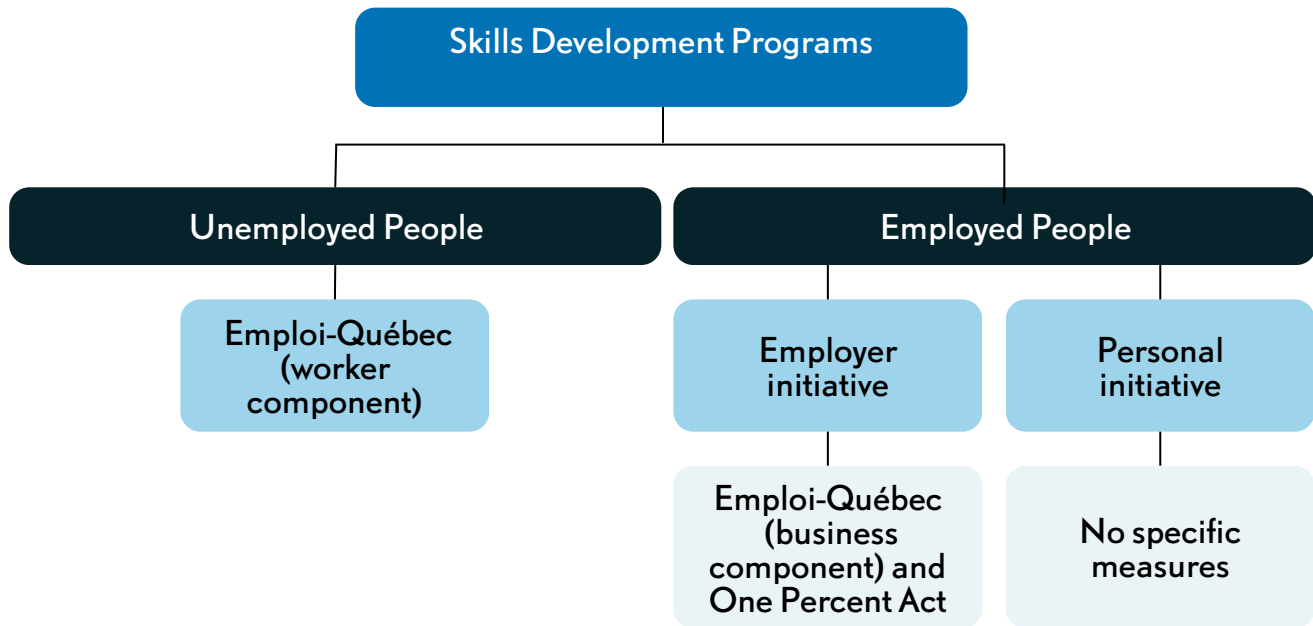 Skills Development Programs
Unemployed People
Employed People
Emploi-Québec
(worker
component)
Employer
initiative
Personal
initiative
Emploi-Québec
(business
component) and
One Percent Act
No specific
measures